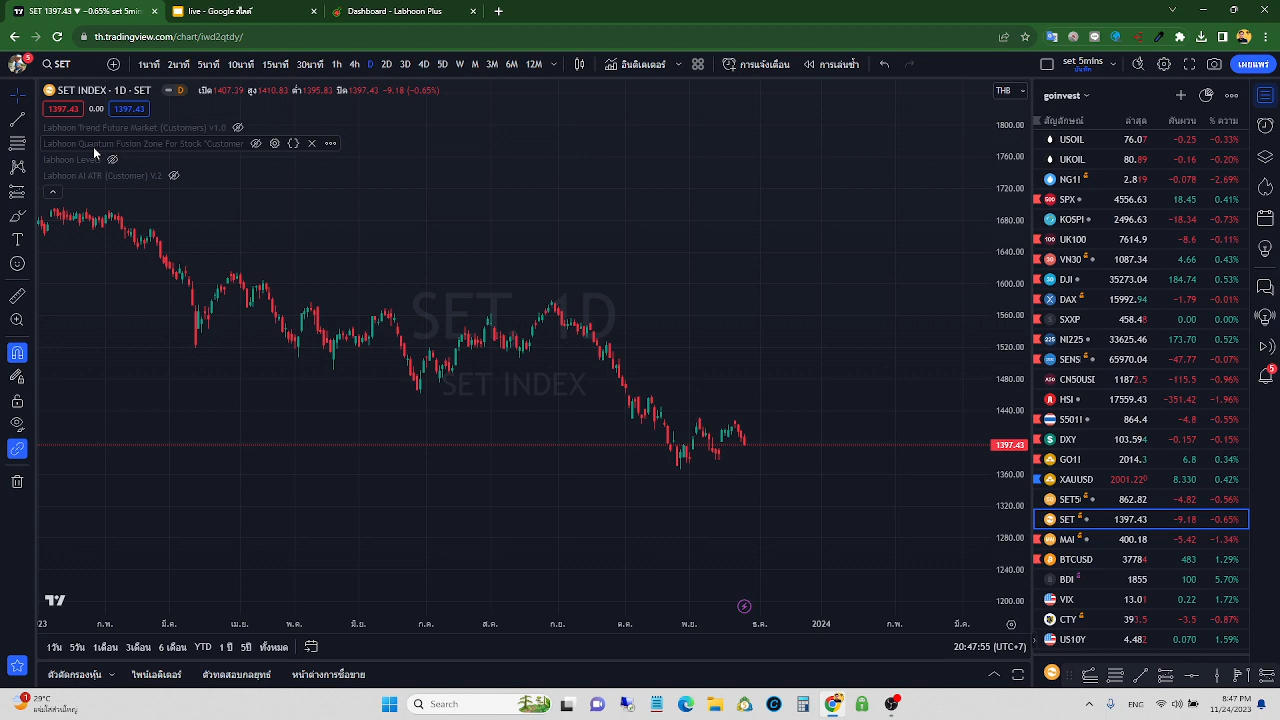 SET 1397.43 ▼ −0.65% set 5min
live - Google สไลด์
Dashboard - Labhoon Plus
th.tradingview.com/chart/iwd2qtdy/
5
SET
1นาที 2นาที 5นาที 10นาที 15นาที 30นาที 1h 4h D 2D 3D 4D 5D W M 3M 6M 12M
อินดิเคเตอร์
การแจ้งเตือน
การเล่นซ้ำ
set 5mins
บันทึก
เผยแพร่
SET INDEX · 1D · SET
D
เปิด1407.39 สูง1410.83 ต่ำ1395.83 ปิด1397.43 −9.18 (−0.65%)
1397.43 0.00 1397.43
Labhoon Trend Future Market (Customers) v1.0
Labhoon Quantum Fusion Zone For Stock "Customer
Labhoon AI ATR (Customer) V.2
SET, 1D
SET INDEX
THB
1800.00
1760.00
1720.00
1680.00
1640.00
1600.00
1560.00
1520.00
1480.00
1440.00
1397.43
1360.00
1320.00
1280.00
1240.00
1200.00
23 ก.พ. มี.ค. เม.ย. พ.ค. มิ.ย. ก.ค. ส.ค. ก.ย. ต.ค. พ.ย. ธ.ค. 2024 ก.พ. มี.ค.
1วัน 5วัน 1เดือน 3เดือน 6 เดือน YTD 1 ปี 5ปี ทั้งหมด
20:47:55 (UTC+7)
ตัวคัดกรองหุ้น
ไพน์เอดิเตอร์
ตัวทดสอบกลยุทธ์
หน้าต่างการซื้อขาย
goinvest
สัญลักษณ์ ล่าสุด ผันผวน % ความ
USOIL 76.07 −0.25 −0.33%
UKOIL 80.89 −0.16 −0.20%
NG1! 2.819 −0.078 −2.69%
SPX 4556.63 18.45 0.41%
KOSPI 2496.63 −18.34 −0.73%
UK100 7614.9 −8.6 −0.11%
VN30 1087.34 4.66 0.43%
DJI 35273.04 184.74 0.53%
DAX 15992.94 −1.79 −0.01%
SXXP 458.48 0.00 0.00%
NI225 33625.46 173.70 0.52%
SENS 65970.04 −47.77 −0.07%
CN50USI 11872.5 −115.5 −0.96%
HSI 17559.43 −351.42 −1.96%
S501! 864.4 −4.8 −0.55%
DXY 103.594 −0.157 −0.15%
GO1! 2014.3 6.8 0.34%
XAUUSD 2001.220 8.330 0.42%
SET5 862.82 −4.82 −0.56%
SET 1397.43 −9.18 −0.65%
MAI 400.18 −5.42 −1.34%
BTCUSD 37784 483 1.29%
BDI 1855 100 5.70%
VIX 13.01 0.22 1.72%
CTY 393.5 −3.5 −0.87%
US10Y 4.482 0.070 1.59%
5
1
29°C
Search
8:47 PM
11/24/2023